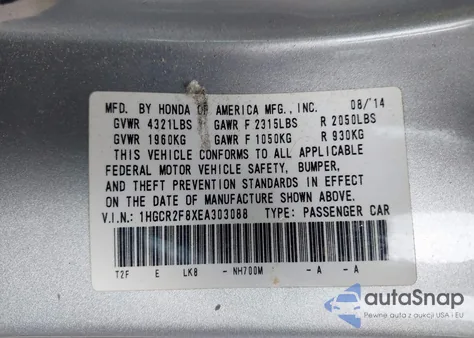 MFD. BY HONDA OF AMERICA MFG., INC. 08/14
GVWR 4321LBS GAWR F 2315LBS R 2050LBS
GVWR 1960KG GAWR F 1050KG R 930KG
THIS VEHICLE CONFORMS TO ALL APPLICABLE
FEDERAL MOTOR VEHICLE SAFETY, BUMPER,
AND THEFT PREVENTION STANDARDS IN EFFECT
ON THE DATE OF MANUFACTURE SHOWN ABOVE.
V.I.N.: 1HGCR2F8XEA303088 TYPE: PASSENGER CAR
T2F E LK8 - NH700M - A - A
autoSnap
Pewne auta z aukcji USA i EU